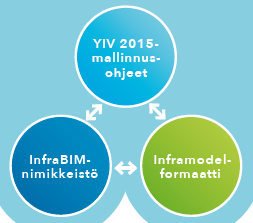 YIV 2015-
mallinnus-
ohjeet
InfraBIM-
nimikkeistö
Inframodel-
formaatti